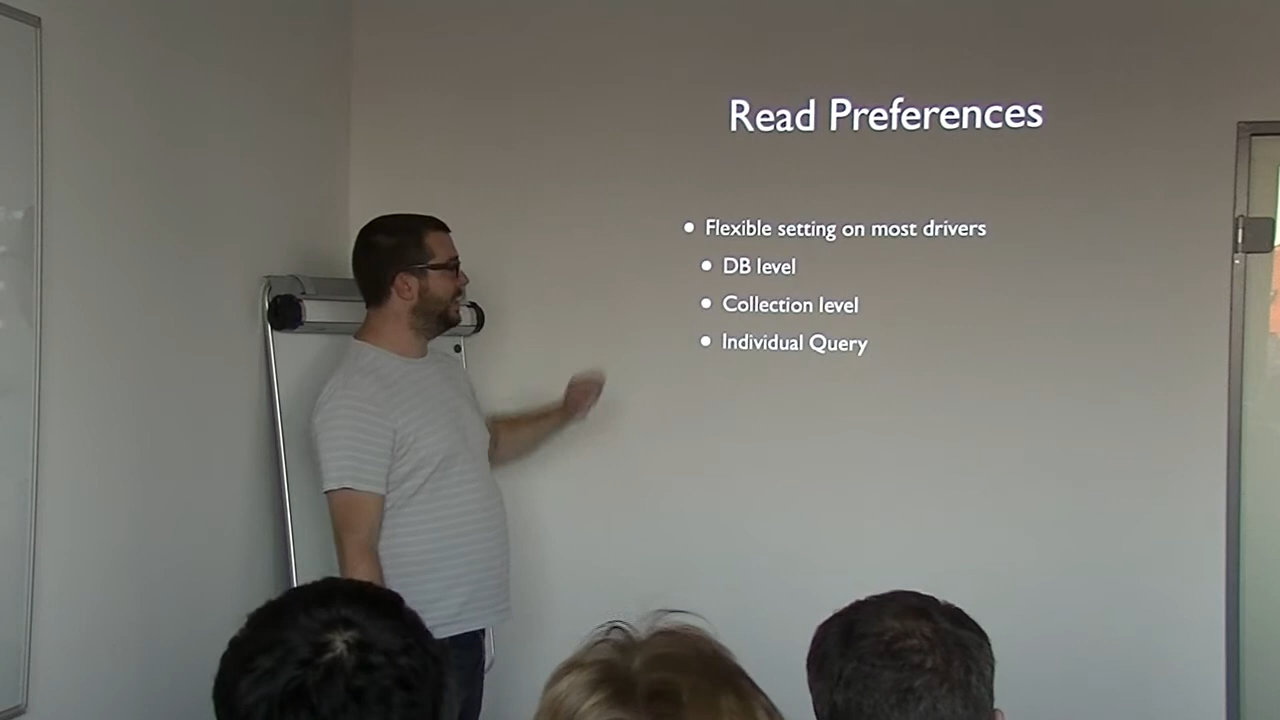 Read Preferences
Flexible setting on most drivers
DB level
Collection level
Individual Query